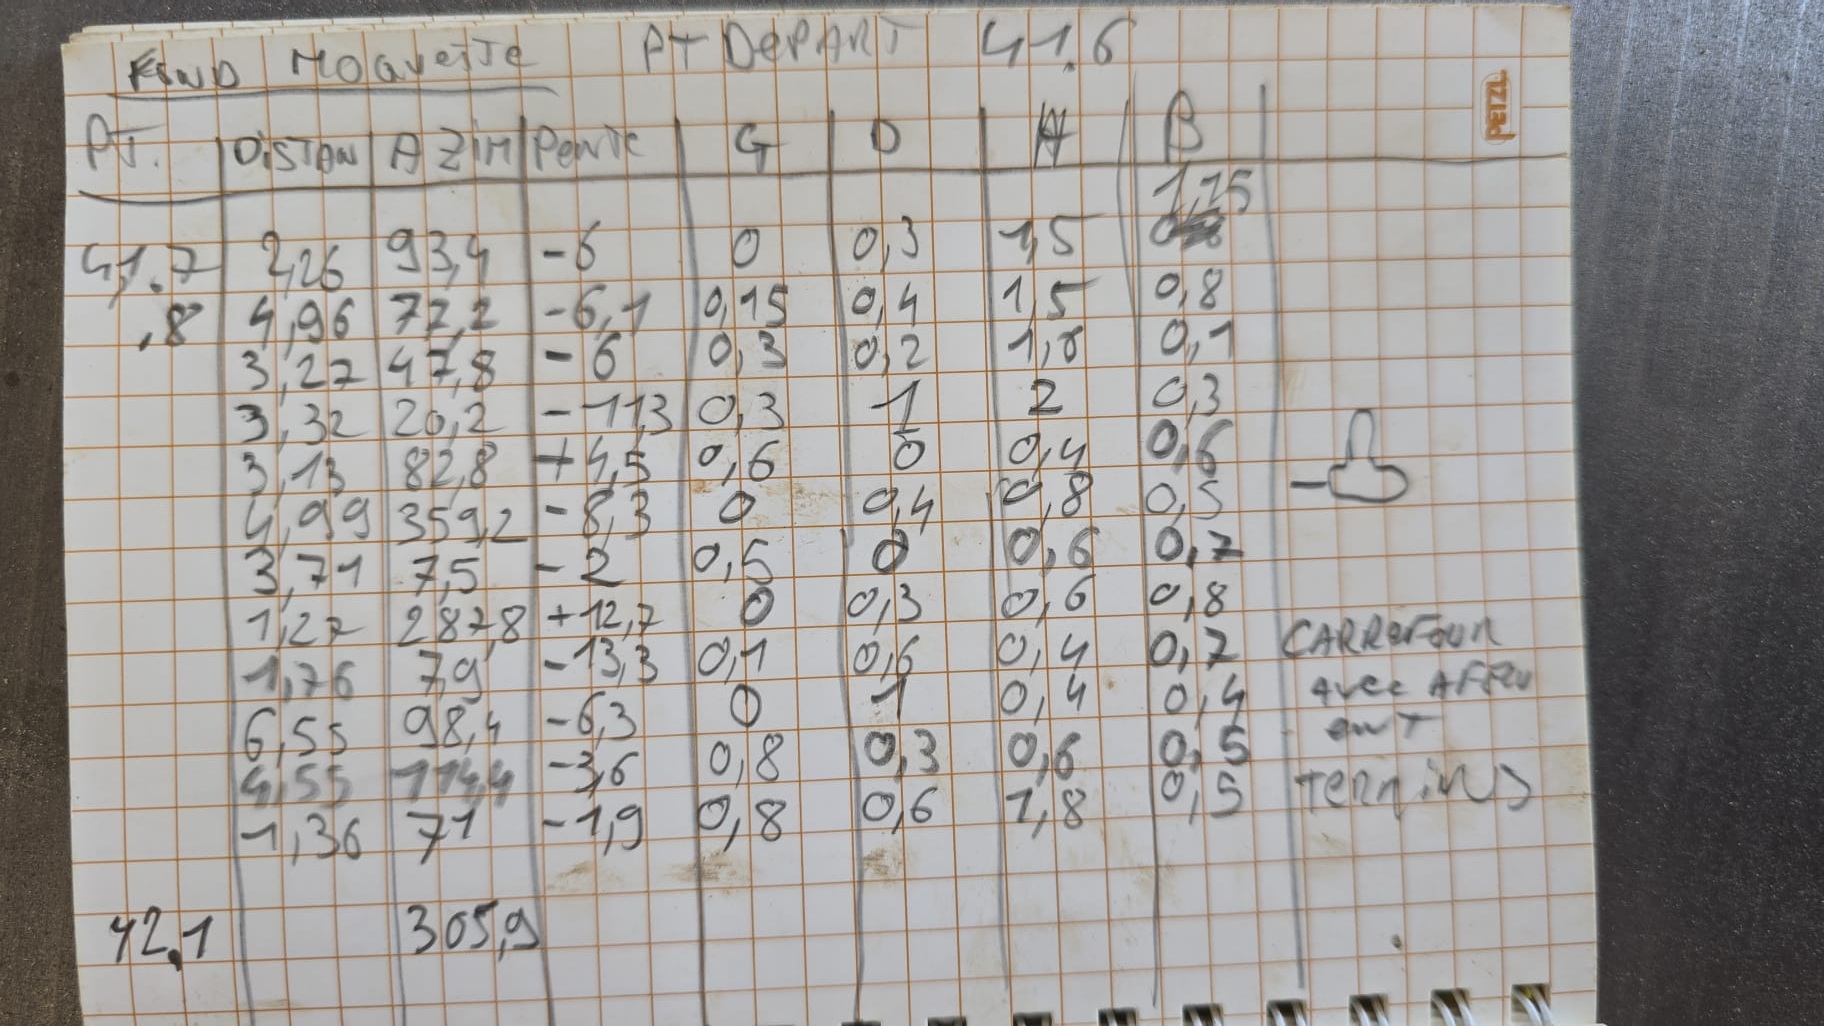 FOND MOQUETTE PT DEPART 41.6
PETZL
PT. DISTAN AZIM Pente G D H B
1,15
41.7 2,26 93,4 -6 0 0,3 1,5
.8 4,96 77,2 -6,1 0,15 0,4 1,5 0,8
3,27 47,8 -6 0,3 0,2 1,8 0,1
3,32 20,2 -11,3 0,3 1 2 0,3
3,13 82,8 +4,5 0,6 0 0,4 0,6
4,99 359,2 -8,3 0 0,4 0,8 0,5
3,71 7,5 -2 0,5 0 0,6 0,7
1,27 287,8 +12,7 0 0,3 0,6 0,8
1,76 7,9 -13,3 0,1 0,6 0,4 0,7 CARREFOUR
6,55 98,4 -6,3 0 1 0,4 0,4 avec AFFLU
ent
4,55 114,4 -3,6 0,8 0,3 0,6 0,5
1,36 71 -1,9 0,8 0,6 1,8 0,5 Terminus
42.1 305,9